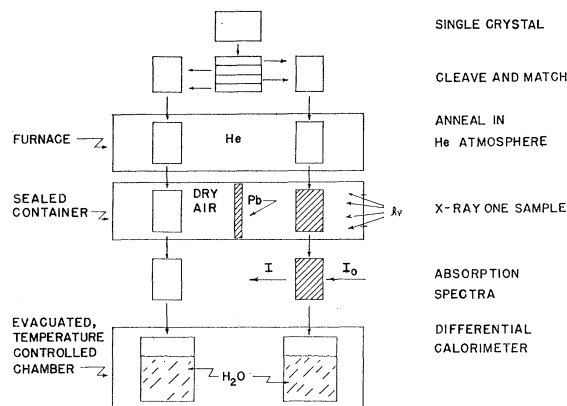 SINGLE CRYSTAL
CLEAVE AND MATCH
FURNACE
He
ANNEAL IN
He ATMOSPHERE
SEALED
CONTAINER
DRY
AIR
Pb
hν
X-RAY ONE SAMPLE
I
I₀
ABSORPTION
SPECTRA
EVACUATED,
TEMPERATURE
CONTROLLED
CHAMBER
H₂O
DIFFERENTIAL
CALORIMETER